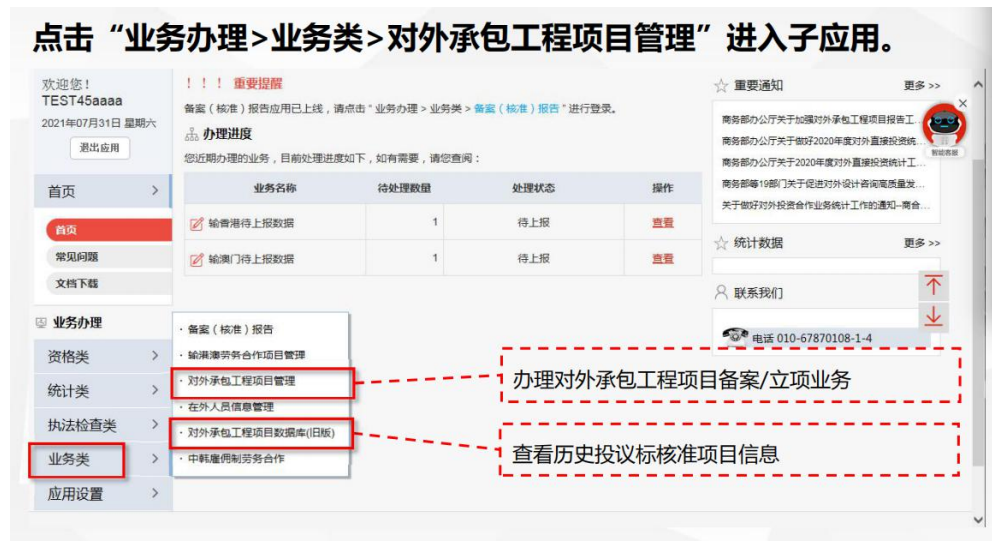 点击“业务办理>业务类>对外承包工程项目管理”进入子应用。
欢迎您！
TEST45aaaa
2021年07月31日 星期六
退出应用
首页
首页
常见问题
文档下载
业务办理
资格类
统计类
执法检查类
业务类
应用设置
！！！ 重要提醒
备案（核准）报告应用已上线，请点击“业务办理 > 业务类 > 备案（核准）报告”进行登录。
办理进度
您近期办理的业务，目前处理进度如下，如有需要，请您查阅：
业务名称 待处理数量 处理状态 操作
输香港待上报数据 1 待上报 查看
输澳门待上报数据 1 待上报 查看
· 备案（核准）报告
· 输港澳劳务合作项目管理
· 对外承包工程项目管理
· 在外人员信息管理
· 对外承包工程项目数据库(旧版)
· 中韩雇佣制劳务合作
办理对外承包工程项目备案/立项业务
查看历史投议标核准项目信息
重要通知 更多 >>
商务部办公厅关于加强对外承包工程项目报告工...
商务部办公厅关于做好2020年度对外直接投资统...
商务部办公厅关于2020年度对外直接投资统计工...
商务部等19部门关于促进对外设计咨询高质量发...
关于做好对外投资合作业务统计工作的通知--商合...
智能客服
统计数据 更多 >>
联系我们
电话 010-67870108-1-4